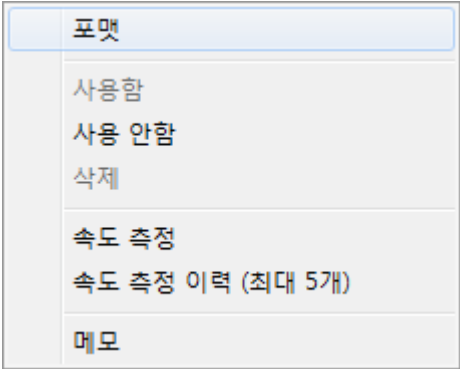 포맷
사용함
사용 안함
삭제
속도 측정
속도 측정 이력 (최대 5개)
메모